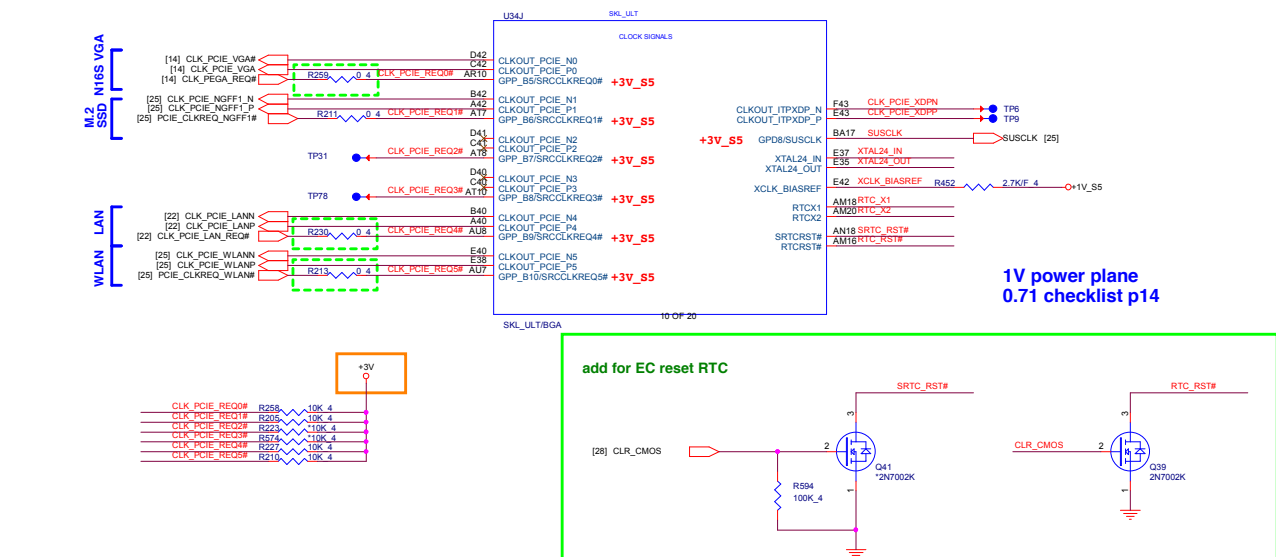 U34J
SKL_ULT
CLOCK SIGNALS
N16S VGA
[14] CLK_PCIE_VGA#
D42
CLKOUT_PCIE_N0
[14] CLK_PCIE_VGA
C42
CLKOUT_PCIE_P0
[14] CLK_PEGA_REQ#
R259
0_4
CLK_PCIE_REQ0#
AR10
GPP_B5/SRCCLKREQ0#
+3V_S5
M.2
SSD
[25] CLK_PCIE_NGFF1_N
B42
CLKOUT_PCIE_N1
[25] CLK_PCIE_NGFF1_P
A42
CLKOUT_PCIE_P1
[25] PCIE_CLKREQ_NGFF1#
R211
0_4
CLK_PCIE_REQ1#
AT7
GPP_B6/SRCCLKREQ1#
+3V_S5
D41
CLKOUT_PCIE_N2
C41
CLKOUT_PCIE_P2
TP31
CLK_PCIE_REQ2#
AT8
GPP_B7/SRCCLKREQ2#
+3V_S5
D40
CLKOUT_PCIE_N3
C40
CLKOUT_PCIE_P3
TP78
CLK_PCIE_REQ3#
AT10
GPP_B8/SRCCLKREQ3#
+3V_S5
LAN
[22] CLK_PCIE_LANN
B40
CLKOUT_PCIE_N4
[22] CLK_PCIE_LANP
A40
CLKOUT_PCIE_P4
[22] CLK_PCIE_LAN_REQ#
R230
0_4
CLK_PCIE_REQ4#
AU8
GPP_B9/SRCCLKREQ4#
+3V_S5
WLAN
[25] CLK_PCIE_WLANN
E40
CLKOUT_PCIE_N5
[25] CLK_PCIE_WLANP
E38
CLKOUT_PCIE_P5
[25] PCIE_CLKREQ_WLAN#
R213
0_4
CLK_PCIE_REQ5#
AU7
GPP_B10/SRCCLKREQ5#
+3V_S5
CLKOUT_ITPXDP_N
F43
CLK_PCIE_XDPN
TP6
CLKOUT_ITPXDP_P
E43
CLK_PCIE_XDPP
TP9
+3V_S5
GPD8/SUSCLK
BA17
SUSCLK
SUSCLK [25]
XTAL24_IN
E37
XTAL24_IN
XTAL24_OUT
E35
XTAL24_OUT
XCLK_BIASREF
E42
XCLK_BIASREF
R452
2.7K/F_4
+1V_S5
RTCX1
AM18
RTC_X1
RTCX2
AM20
RTC_X2
SRTCRST#
AN18
SRTC_RST#
RTCRST#
AM16
RTC_RST#
10 OF 20
SKL_ULT/BGA
1V power plane
0.71 checklist p14
+3V
CLK_PCIE_REQ0#
R258
10K_4
CLK_PCIE_REQ1#
R205
10K_4
CLK_PCIE_REQ2#
R223
*10K_4
CLK_PCIE_REQ3#
R574
*10K_4
CLK_PCIE_REQ4#
R227
10K_4
CLK_PCIE_REQ5#
R210
10K_4
add for EC reset RTC
SRTC_RST#
3
[28] CLR_CMOS
2
Q41
*2N7002K
1
R594
100K_4
RTC_RST#
3
CLR_CMOS
2
Q39
2N7002K
1